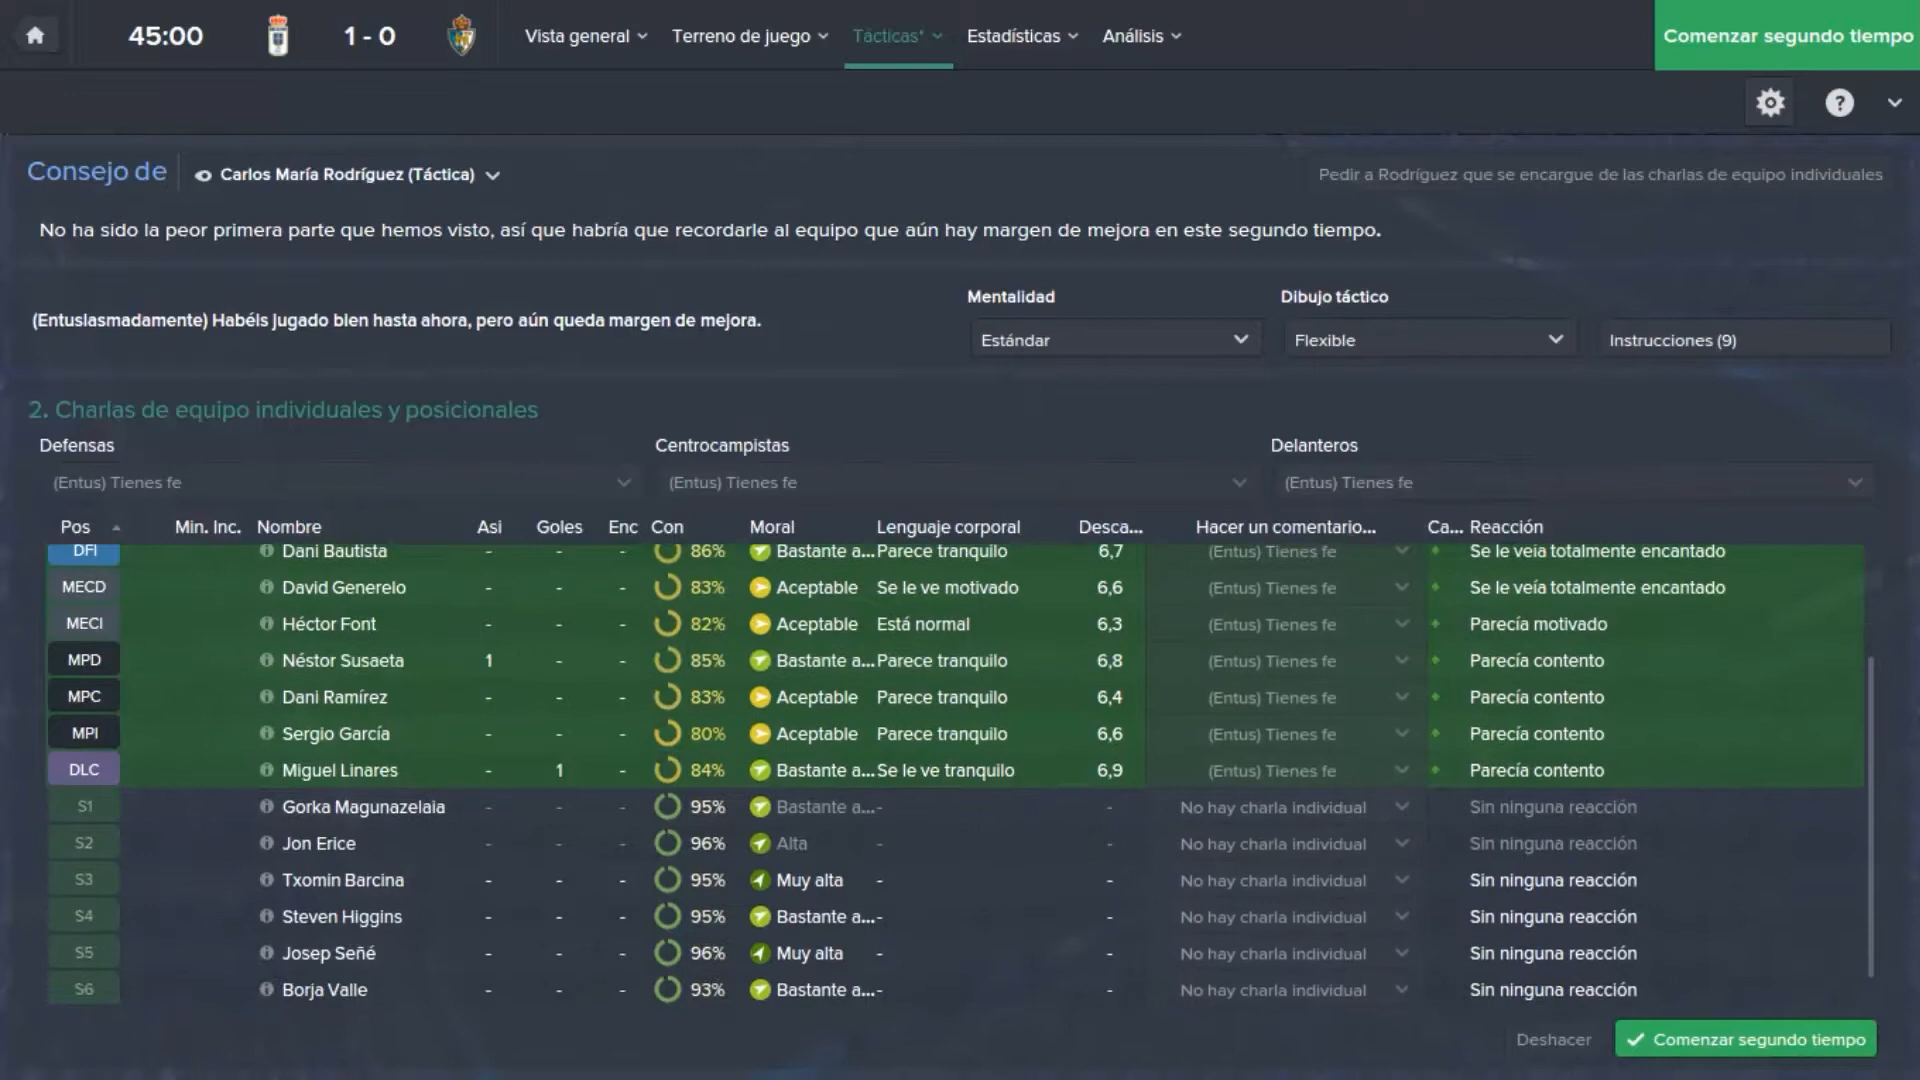 45:00 1 - 0 Vista general Terreno de juego Tácticas* Estadísticas Análisis Comenzar segundo tiempo
?
Consejo de Carlos María Rodríguez (Táctica) Pedir a Rodríguez que se encargue de las charlas de equipo individuales
No ha sido la peor primera parte que hemos visto, así que habría que recordarle al equipo que aún hay margen de mejora en este segundo tiempo.
Mentalidad Dibujo táctico
(Entusiasmadamente) Habéis jugado bien hasta ahora, pero aún queda margen de mejora.
Estándar Flexible Instrucciones (9)
2. Charlas de equipo individuales y posicionales
Defensas Centrocampistas Delanteros
(Entus) Tienes fe (Entus) Tienes fe (Entus) Tienes fe
Pos Min. Inc. Nombre Asi Goles Enc Con Moral Lenguaje corporal Desca... Hacer un comentario... Ca... Reacción
DFI Dani Bautista - - - 86% Bastante a... Parece tranquilo 6,7 (Entus) Tienes fe Se le veía totalmente encantado
MECD David Generelo - - - 83% Aceptable Se le ve motivado 6,6 (Entus) Tienes fe Se le veía totalmente encantado
MECI Héctor Font - - - 82% Aceptable Está normal 6,3 (Entus) Tienes fe Parecía motivado
MPD Néstor Susaeta 1 - - 85% Bastante a... Parece tranquilo 6,8 (Entus) Tienes fe Parecía contento
MPC Dani Ramírez - - - 83% Aceptable Parece tranquilo 6,4 (Entus) Tienes fe Parecía contento
MPI Sergio García - - - 80% Aceptable Parece tranquilo 6,6 (Entus) Tienes fe Parecía contento
DLC Miguel Linares - 1 - 84% Bastante a... Se le ve tranquilo 6,9 (Entus) Tienes fe Parecía contento
S1 Gorka Magunazelaia - - - 95% Bastante a... - - No hay charla individual Sin ninguna reacción
S2 Jon Erice - - - 96% Alta - - No hay charla individual Sin ninguna reacción
S3 Txomin Barcina - - - 95% Muy alta - - No hay charla individual Sin ninguna reacción
S4 Steven Higgins - - - 95% Bastante a... - - No hay charla individual Sin ninguna reacción
S5 Josep Señé - - - 96% Muy alta - - No hay charla individual Sin ninguna reacción
S6 Borja Valle - - - 93% Bastante a... - - No hay charla individual Sin ninguna reacción
Deshacer Comenzar segundo tiempo